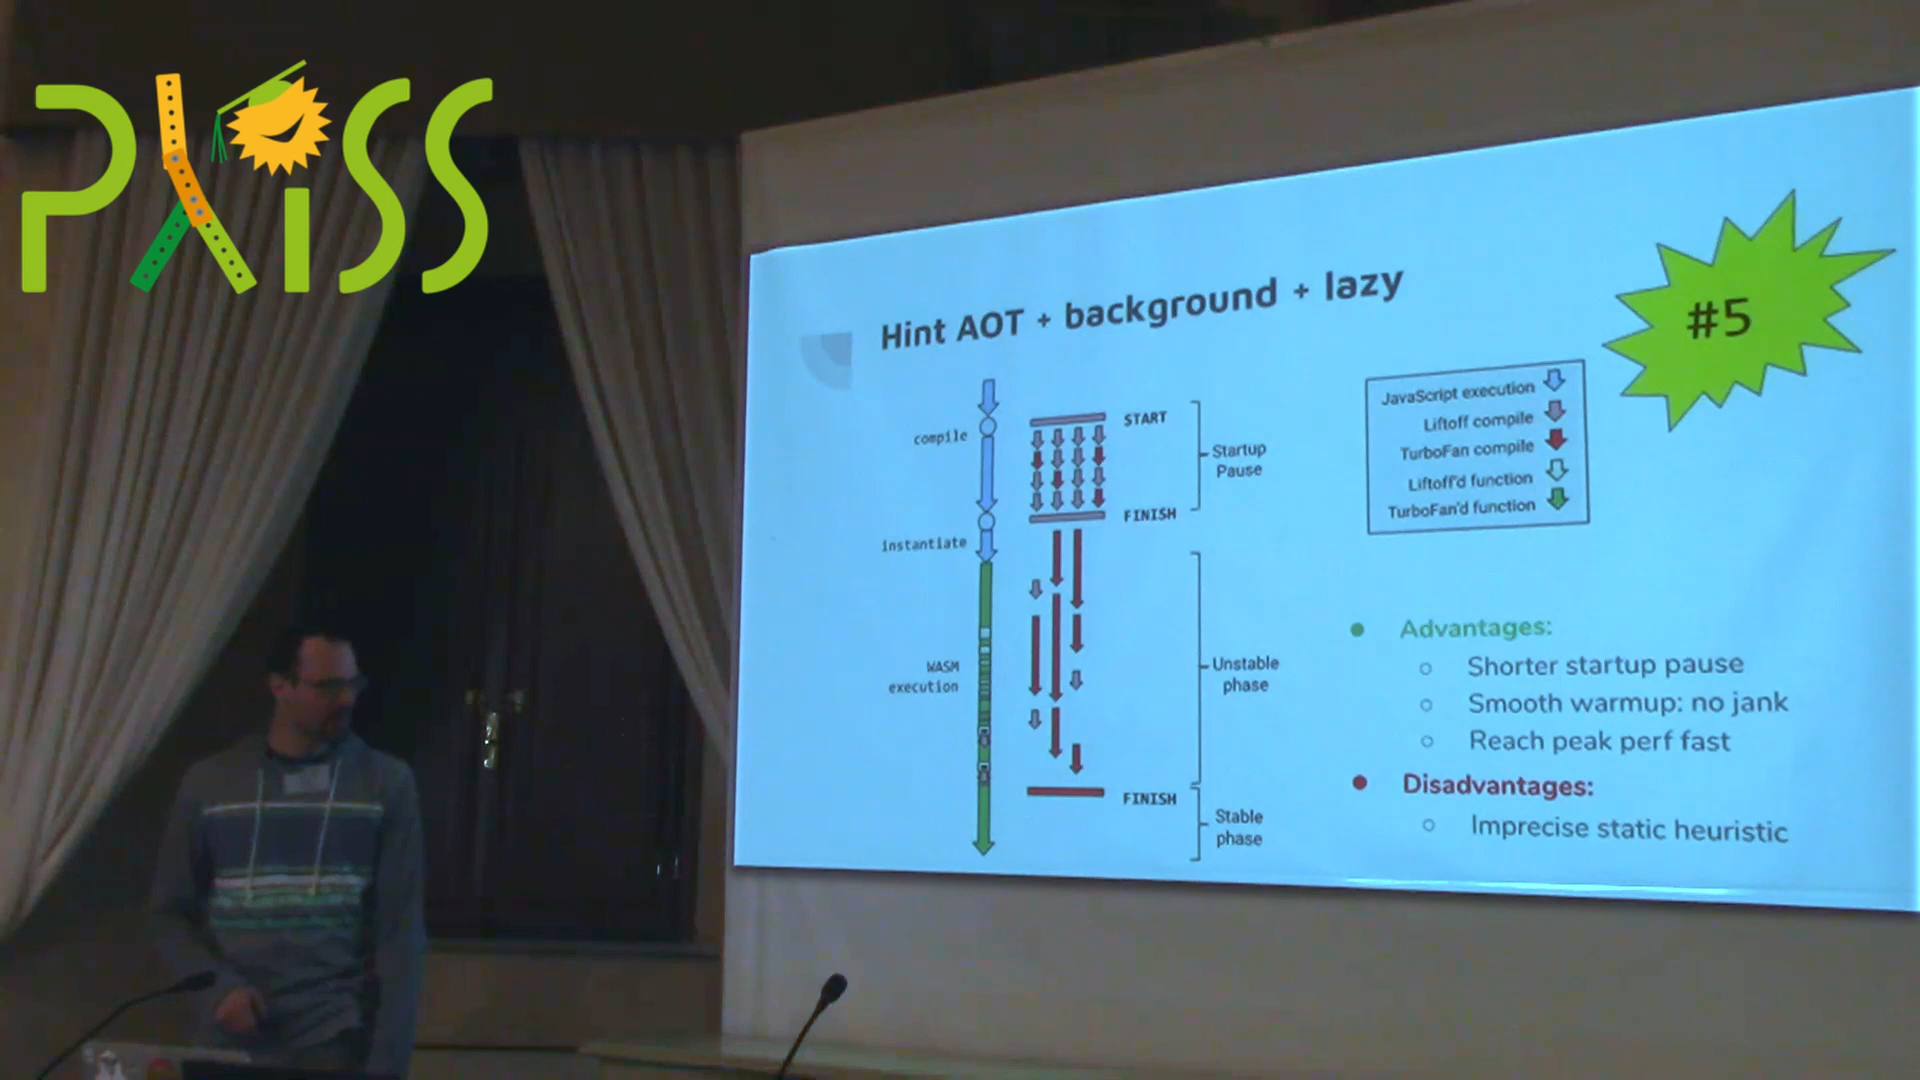 PLISS
Hint AOT + background + lazy
#5
compile
instantiate
WASM
execution
START
FINISH
FINISH
Startup
Pause
Unstable
phase
Stable
phase
JavaScript execution
Liftoff compile
TurboFan compile
Liftoff'd function
TurboFan'd function
Advantages:
Shorter startup pause
Smooth warmup: no jank
Reach peak perf fast
Disadvantages:
Imprecise static heuristic